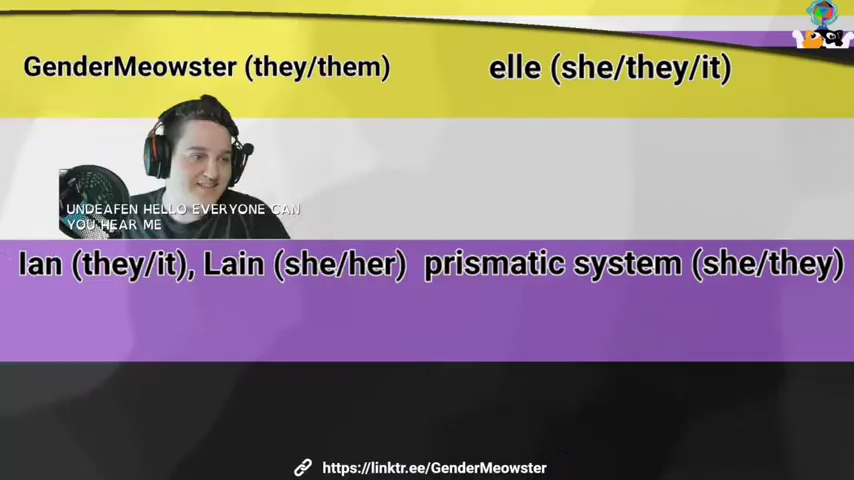 GenderMeowster (they/them)
elle (she/they/it)
UNDEAFEN HELLO EVERYONE CAN
YOU HEAR ME
Ian (they/it), Lain (she/her)
prismatic system (she/they)
https://linktr.ee/GenderMeowster